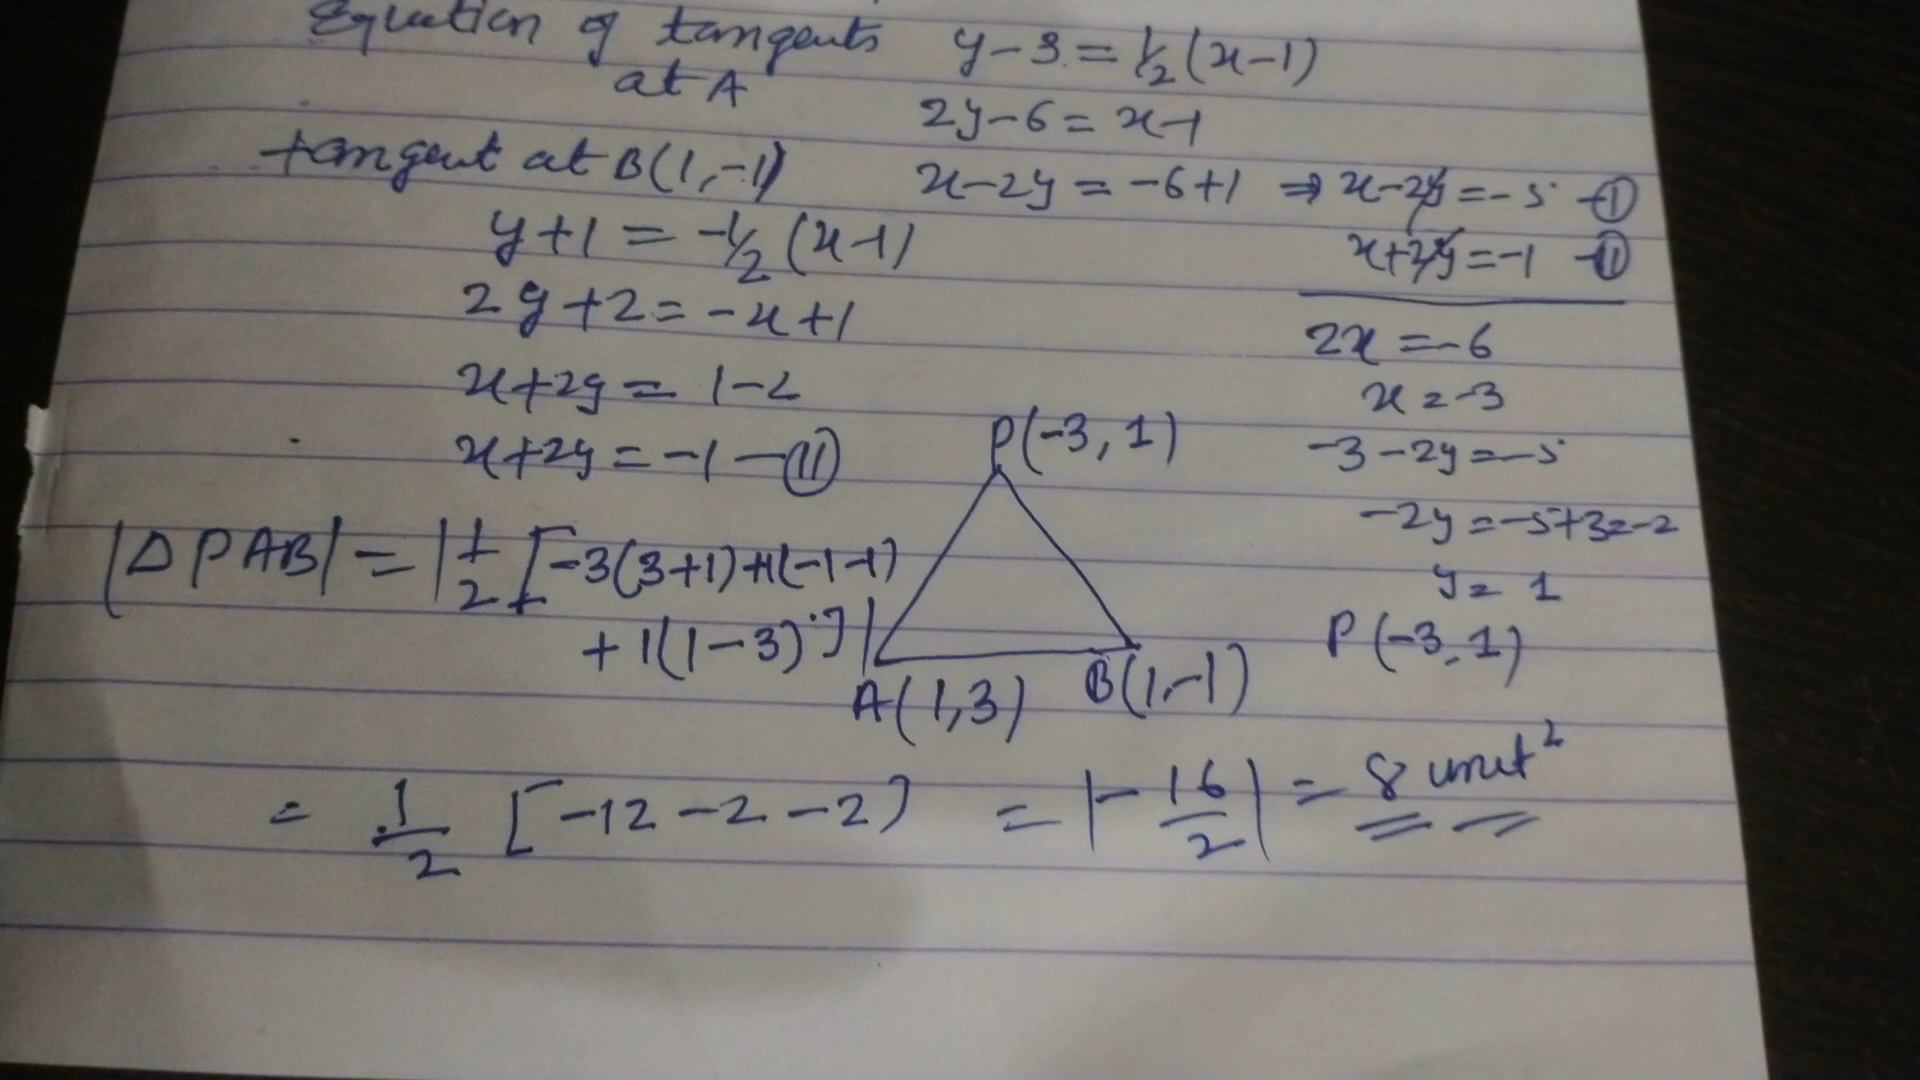 Equation of tangents y-3 = 1/2 (x-1)
at A
2y-6 = x-1
tangent at B(1,-1)
x-2y = -6+1 ⇒ x-2y = -5 -Ⓘ
y+1 = -1/2 (x-1)
x+2y = -1 -Ⓘⓘ
2y+2 = -x+1
2x = -6
x+2y = 1-2
x = -3
x+2y = -1 -Ⓘⓘ
P(-3, 1)
-3-2y = -5
-2y = -5+3 = -2
|ΔPAB| = |1/2 [-3(3+1)+1(-1-1)
y = 1
+1(1-3)]|
P(-3, 1)
A(1,3)
B(1,-1)
= 1/2 [-12-2-2] = |-16/2| = 8 unit²